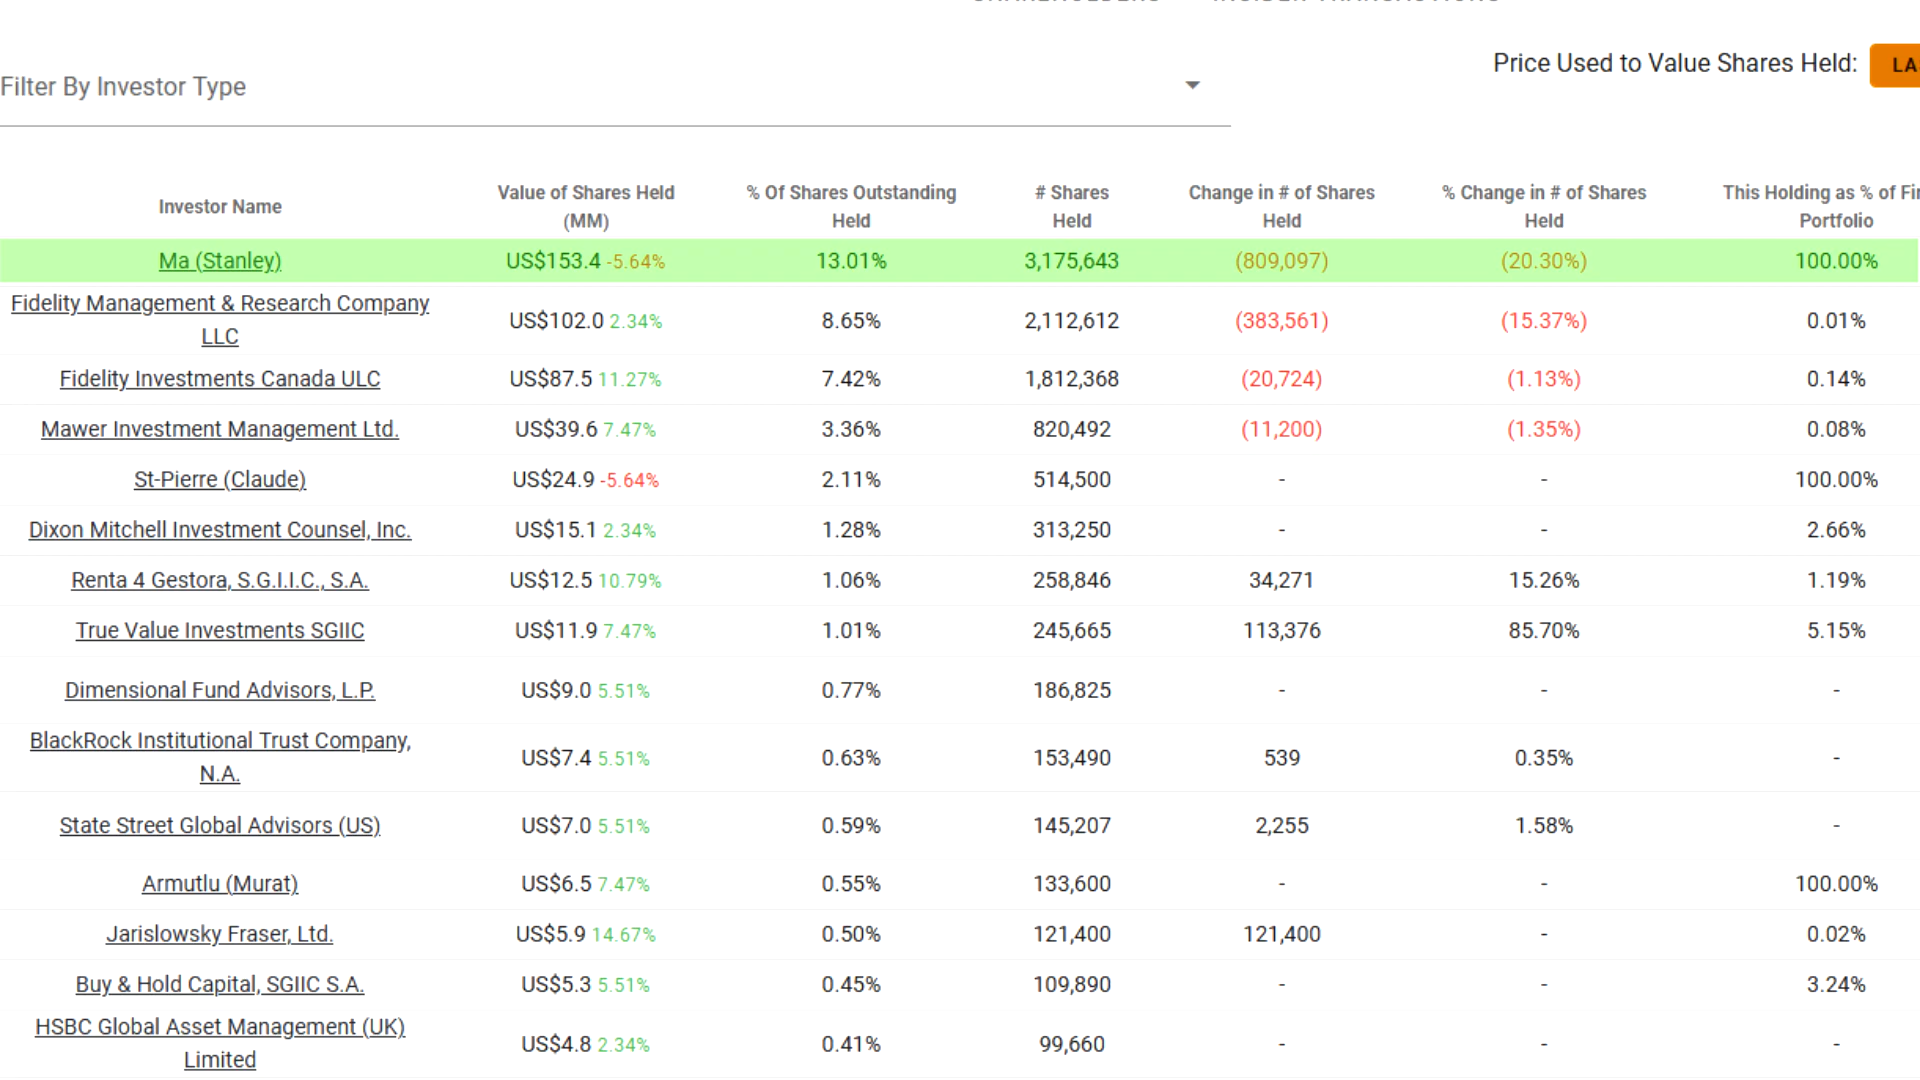 Price Used to Value Shares Held: LA
Filter By Investor Type
Investor Name
Value of Shares Held (MM)
% Of Shares Outstanding Held
# Shares Held
Change in # of Shares Held
% Change in # of Shares Held
This Holding as % of Portfolio
Ma (Stanley) US$153.4 -5.64% 13.01% 3,175,643 (809,097) (20.30%) 100.00%
Fidelity Management & Research Company LLC US$102.0 2.34% 8.65% 2,112,612 (383,561) (15.37%) 0.01%
Fidelity Investments Canada ULC US$87.5 11.27% 7.42% 1,812,368 (20,724) (1.13%) 0.14%
Mawer Investment Management Ltd. US$39.6 7.47% 3.36% 820,492 (11,200) (1.35%) 0.08%
St-Pierre (Claude) US$24.9 -5.64% 2.11% 514,500 - - 100.00%
Dixon Mitchell Investment Counsel, Inc. US$15.1 2.34% 1.28% 313,250 - - 2.66%
Renta 4 Gestora, S.G.I.I.C., S.A. US$12.5 10.79% 1.06% 258,846 34,271 15.26% 1.19%
True Value Investments SGIIC US$11.9 7.47% 1.01% 245,665 113,376 85.70% 5.15%
Dimensional Fund Advisors, L.P. US$9.0 5.51% 0.77% 186,825 - - -
BlackRock Institutional Trust Company, N.A. US$7.4 5.51% 0.63% 153,490 539 0.35% -
State Street Global Advisors (US) US$7.0 5.51% 0.59% 145,207 2,255 1.58% -
Armutlu (Murat) US$6.5 7.47% 0.55% 133,600 - - 100.00%
Jarislowsky Fraser, Ltd. US$5.9 14.67% 0.50% 121,400 121,400 - 0.02%
Buy & Hold Capital, SGIIC S.A. US$5.3 5.51% 0.45% 109,890 - - 3.24%
HSBC Global Asset Management (UK) Limited US$4.8 2.34% 0.41% 99,660 - - -